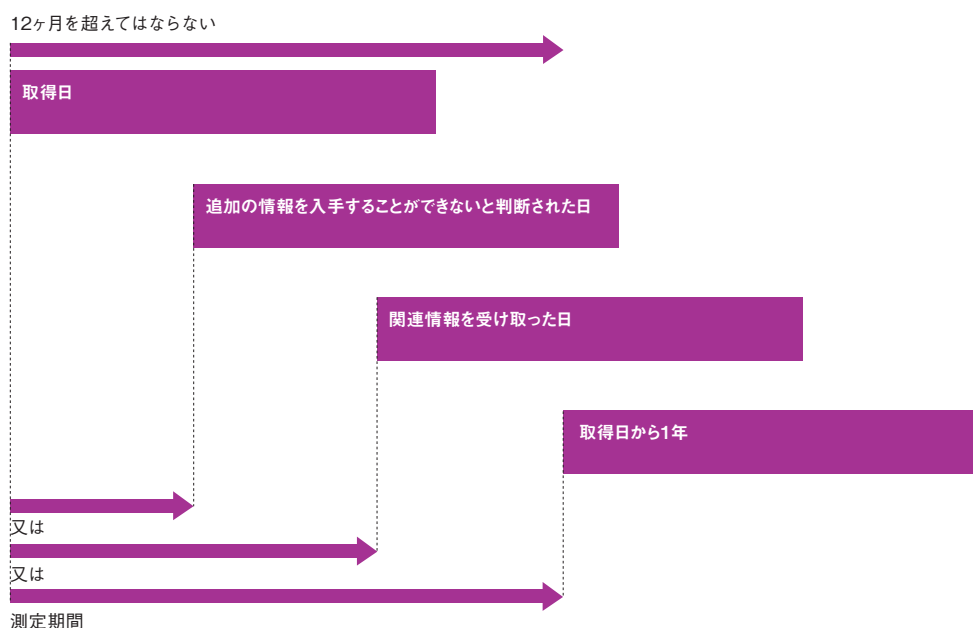 12ヶ月を超えてはならない
取得日
追加の情報を入手することができないと判断された日
関連情報を受け取った日
取得日から1年
又は
又は
測定期間